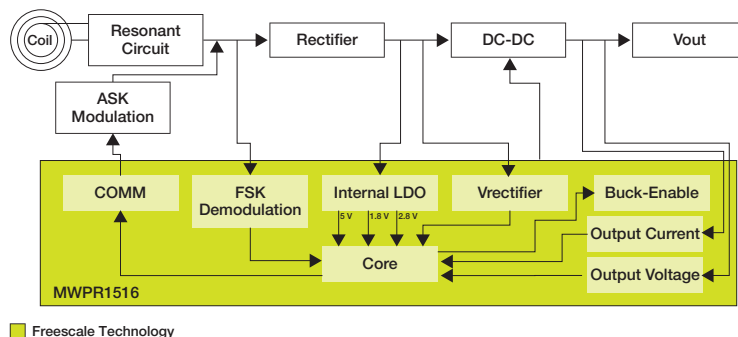 Coil
Resonant
Circuit
Rectifier
DC-DC
Vout
ASK
Modulation
COMM
FSK
Demodulation
Internal LDO
Vrectifier
Buck-Enable
5 V
1.8 V
2.8 V
Output Current
Core
Output Voltage
MWPR1516
Freescale Technology